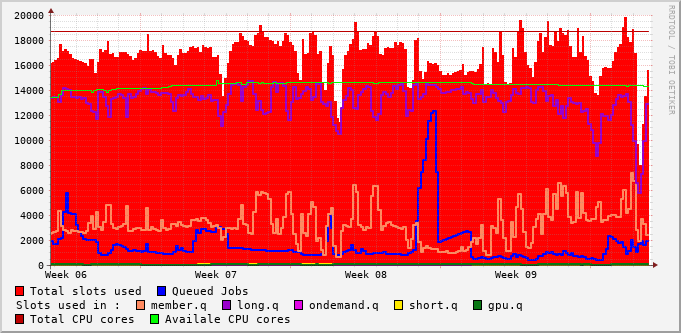 20000
18000
16000
14000
12000
10000
8000
6000
4000
2000
0
Week 06 Week 07 Week 08 Week 09
Total slots used Queued Jobs
Slots used in : member.q long.q ondemand.q short.q gpu.q
Total CPU cores Availale CPU cores
RRDTOOL / TOBI OETIKER